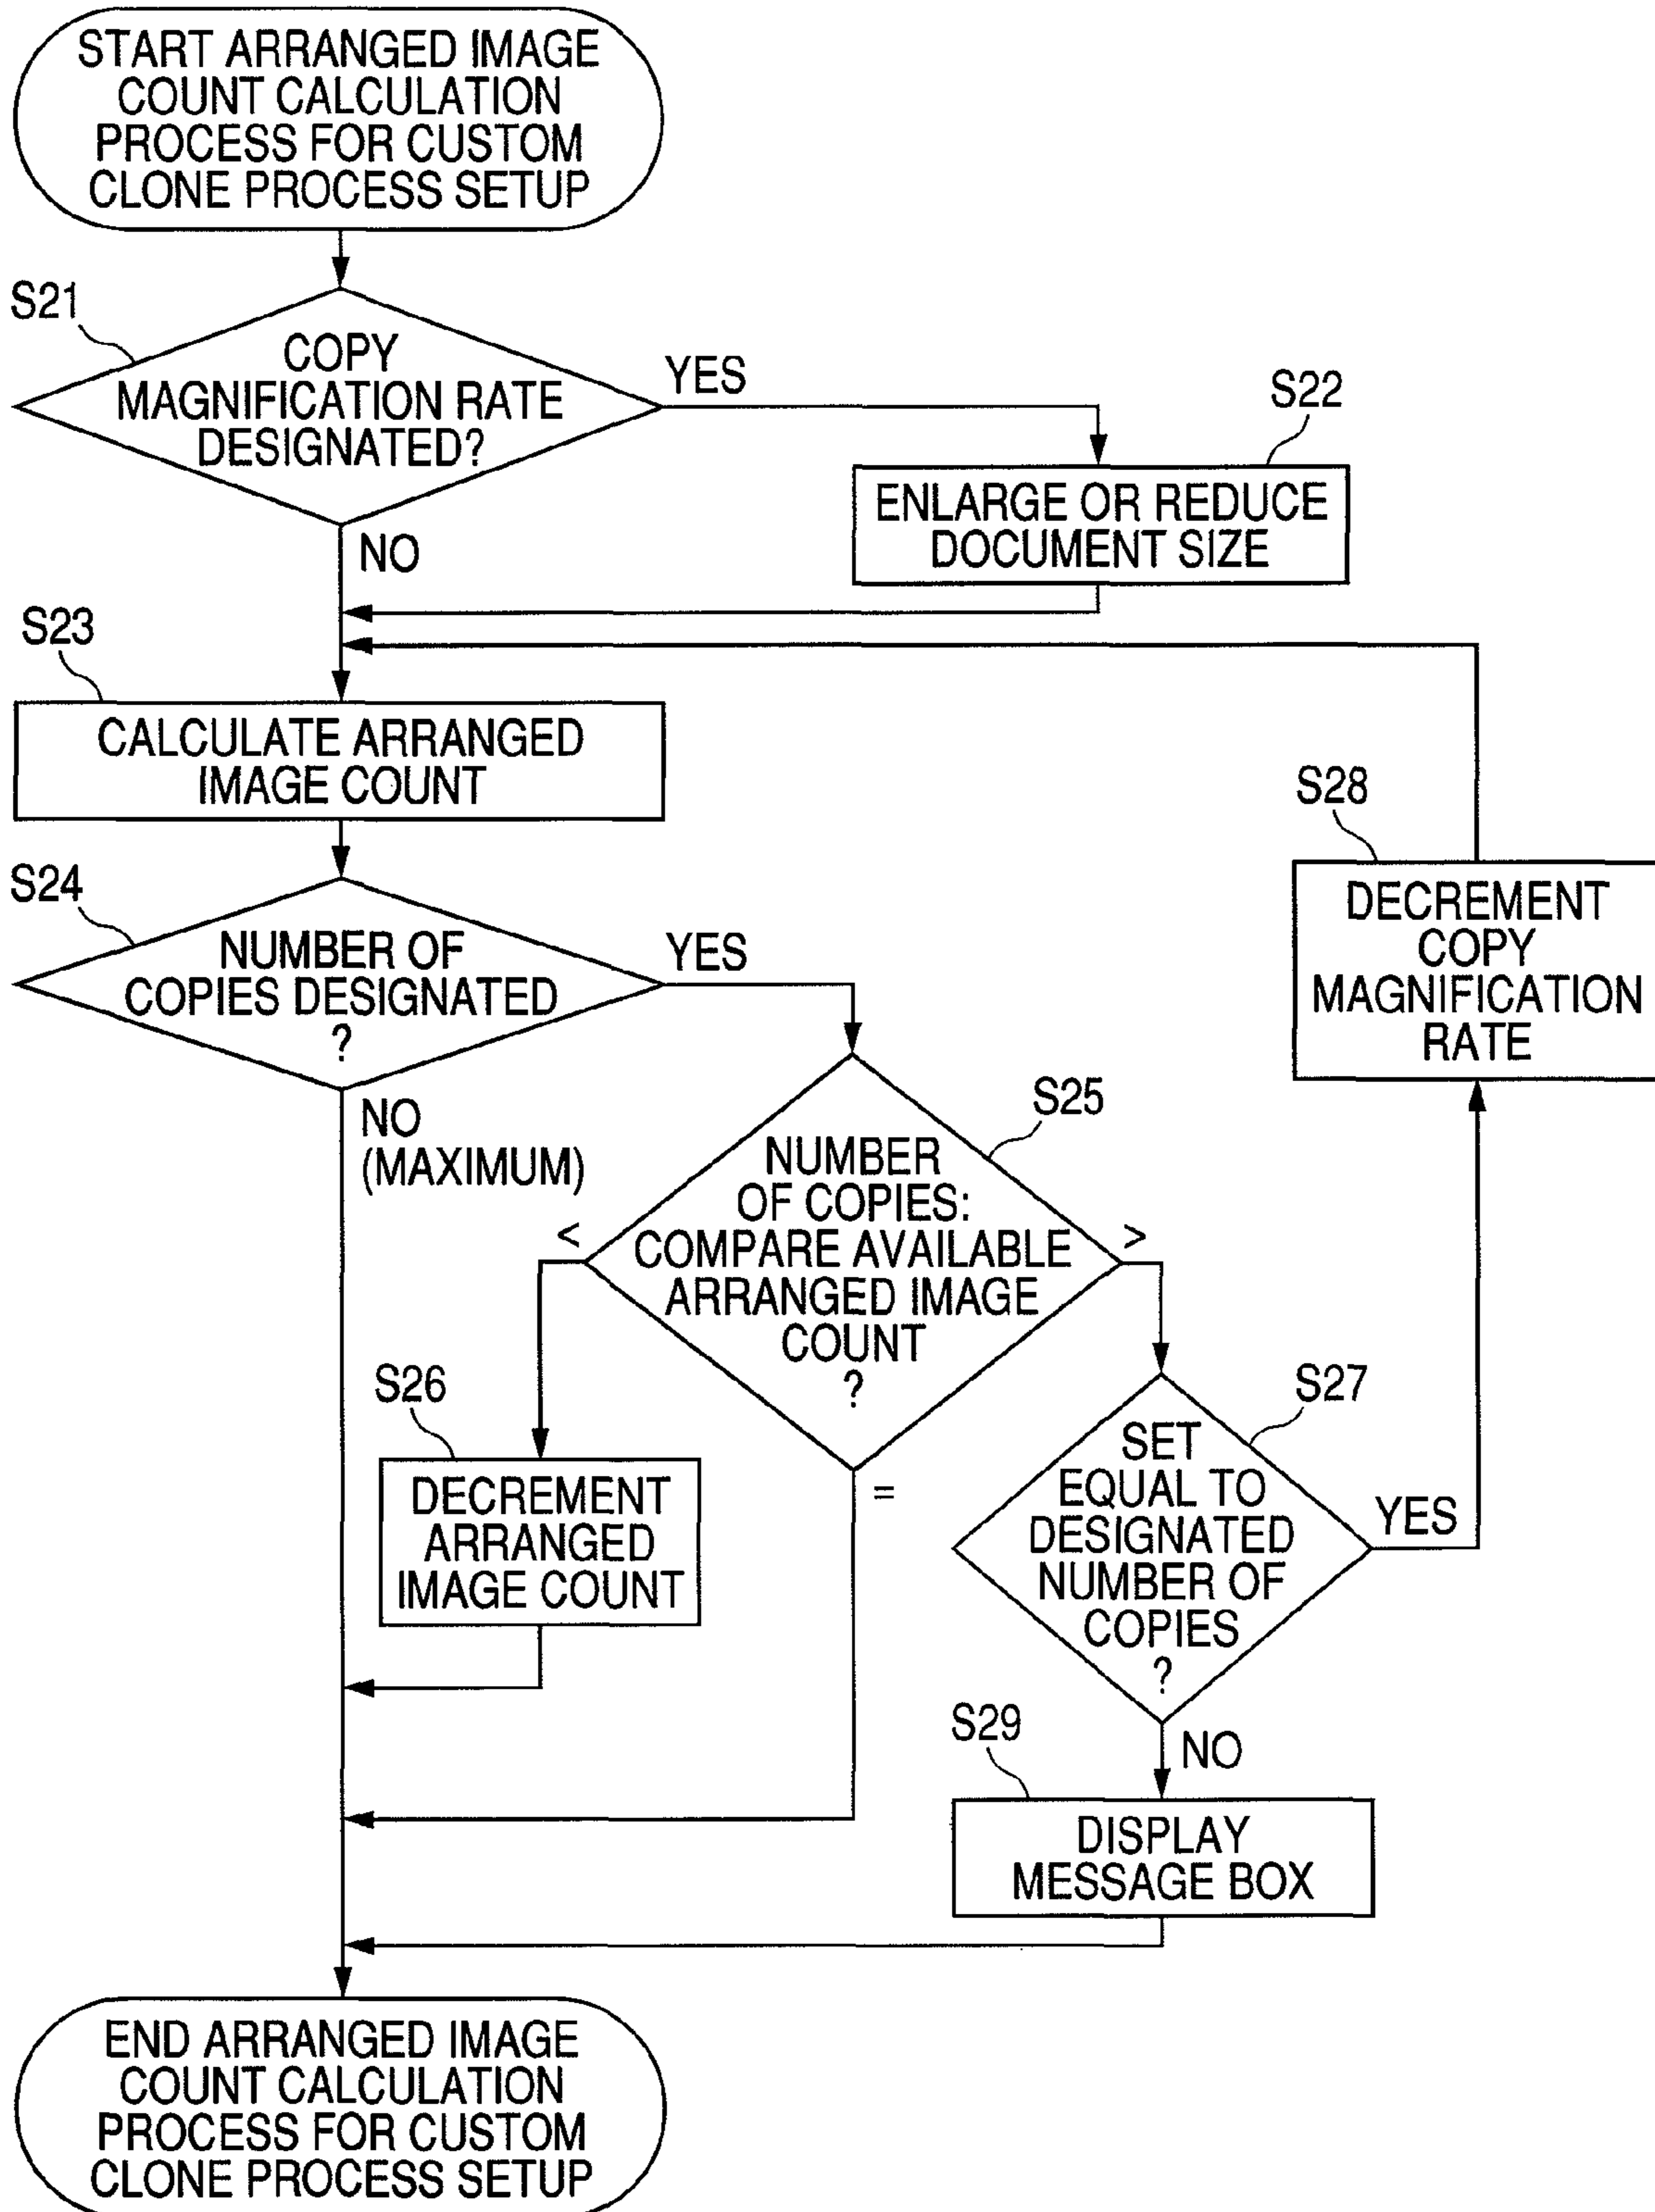 START ARRANGED IMAGE
COUNT CALCULATION
PROCESS FOR CUSTOM
CLONE PROCESS SETUP
S21
COPY
MAGNIFICATION RATE
DESIGNATED?
YES
NO
S22
ENLARGE OR REDUCE
DOCUMENT SIZE
S23
CALCULATE ARRANGED
IMAGE COUNT
S24
NUMBER OF
COPIES DESIGNATED
?
YES
NO
(MAXIMUM)
S25
NUMBER
OF COPIES:
COMPARE AVAILABLE
ARRANGED IMAGE
COUNT
?
<
>
=
S26
DECREMENT
ARRANGED
IMAGE COUNT
S27
SET
EQUAL TO
DESIGNATED
NUMBER OF
COPIES
?
YES
NO
S28
DECREMENT
COPY
MAGNIFICATION
RATE
S29
DISPLAY
MESSAGE BOX
END ARRANGED IMAGE
COUNT CALCULATION
PROCESS FOR CUSTOM
CLONE PROCESS SETUP